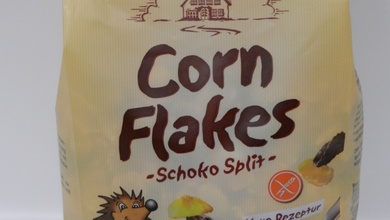 Corn
Flakes
-Schoko Split-
Rezeptur